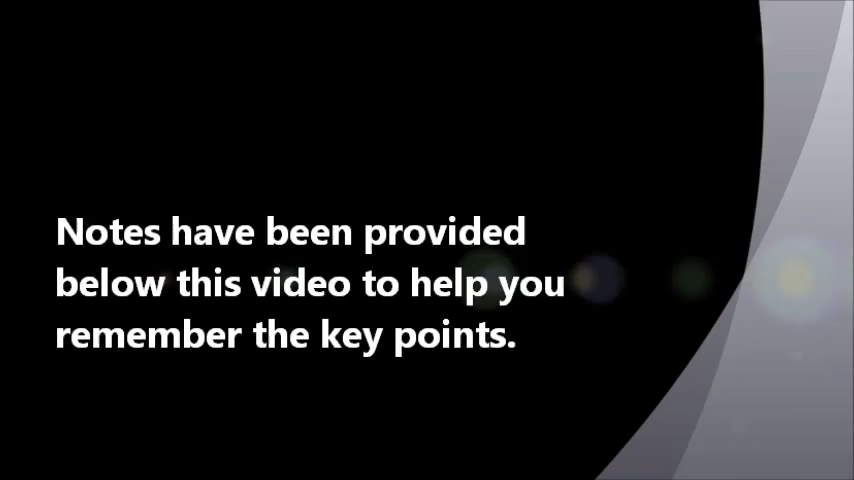 Notes have been provided
below this video to help you
remember the key points.